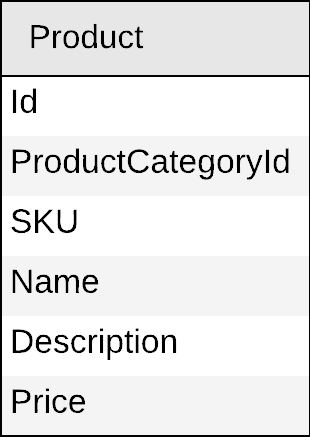 Product
Id
ProductCategoryId
SKU
Name
Description
Price